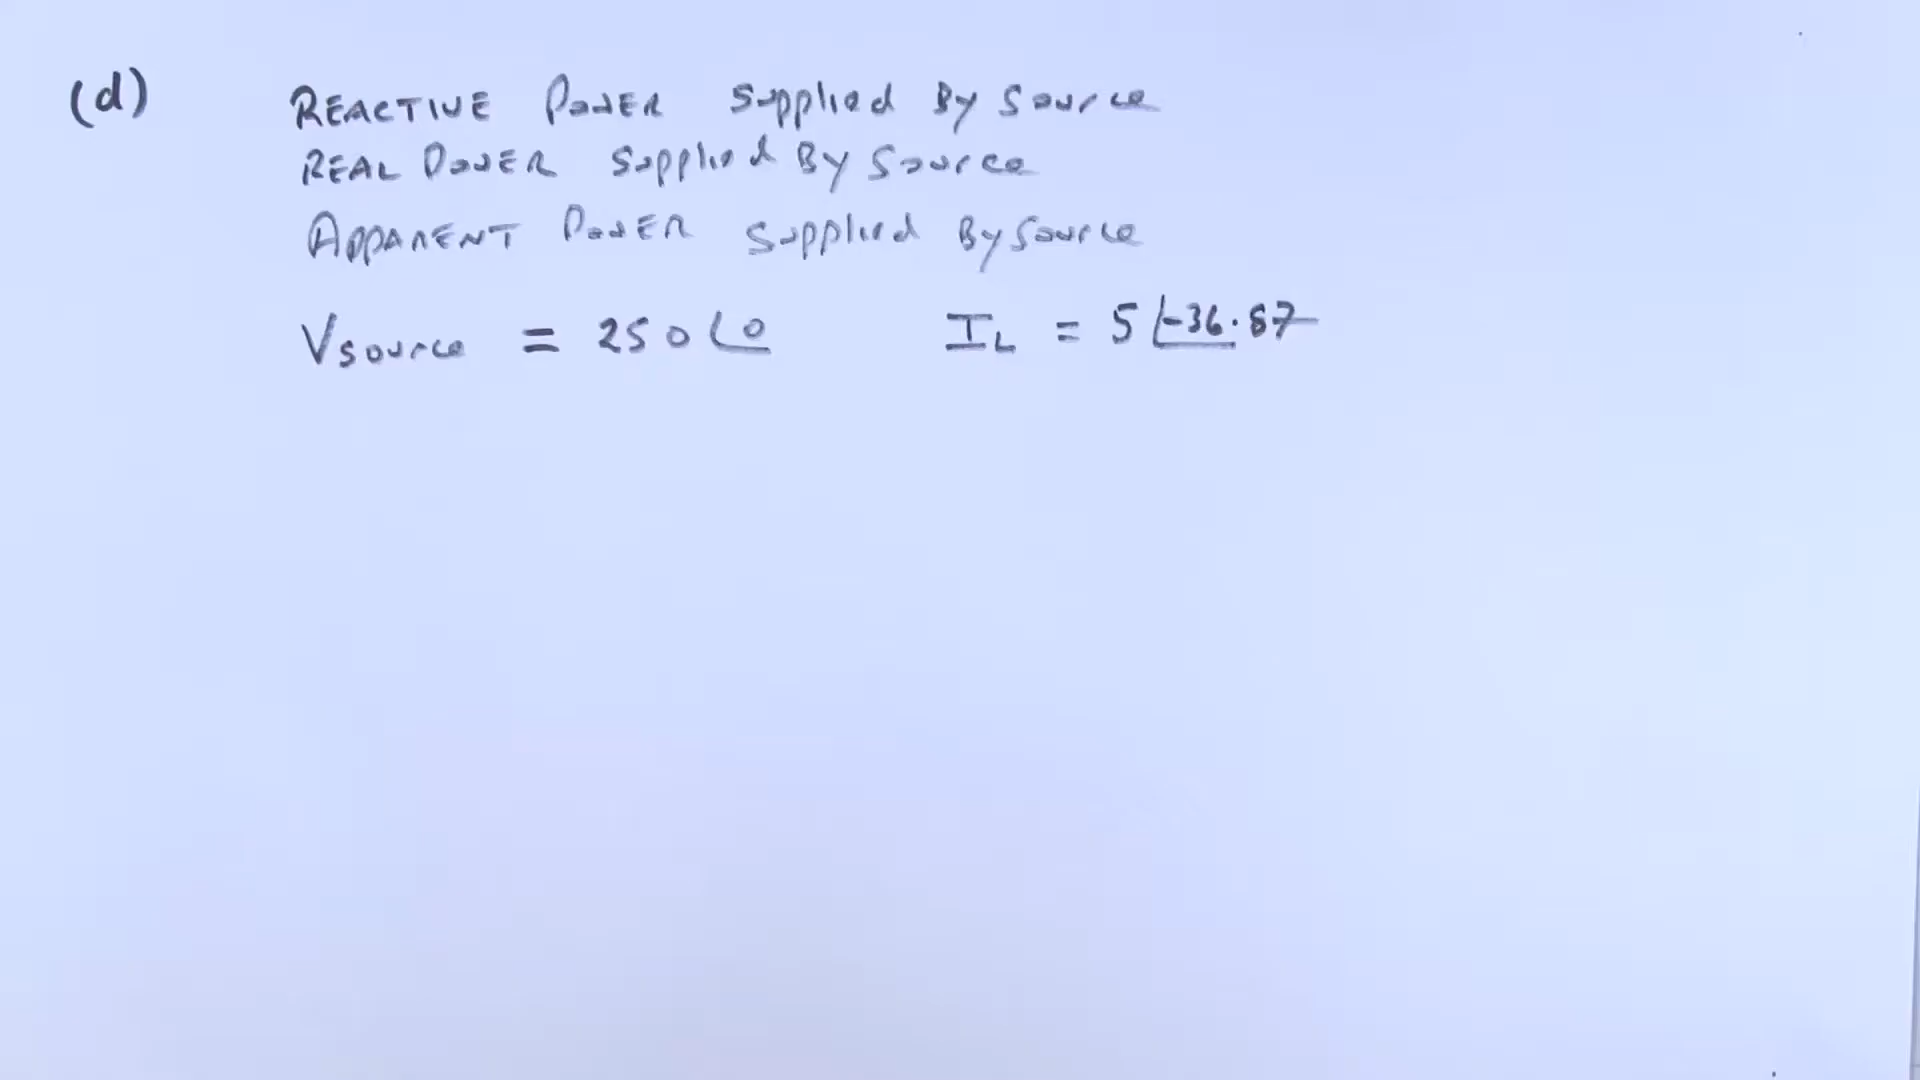 (d) REACTIVE POWER Supplied By Source
REAL POWER Supplied By Source
APPARENT POWER Supplied By Source
Vsource = 250∠0 IL = 5∠-36.87